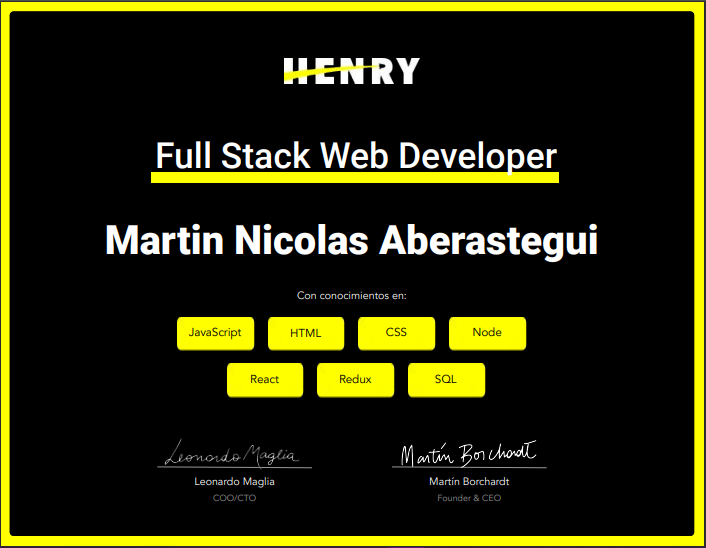 HENRY
Full Stack Web Developer
Martin Nicolas Aberastegui
Con conocimientos en:
JavaScript HTML CSS Node
React Redux SQL
Leonardo Maglia Martín Borchardt
Leonardo Maglia Martín Borchardt
COO/CTO Founder & CEO